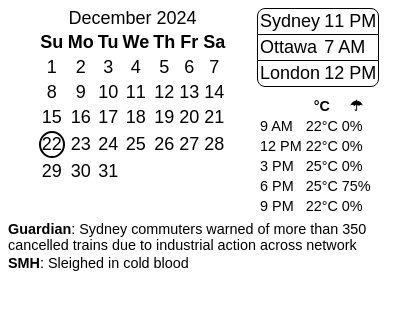 December 2024
Su Mo Tu We Th Fr Sa
1 2 3 4 5 6 7
8 9 10 11 12 13 14
15 16 17 18 19 20 21
22 23 24 25 26 27 28
29 30 31
Sydney 11 PM
Ottawa 7 AM
London 12 PM
°C ☂
9 AM 22°C 0%
12 PM 22°C 0%
3 PM 25°C 0%
6 PM 25°C 75%
9 PM 22°C 0%
Guardian: Sydney commuters warned of more than 350
cancelled trains due to industrial action across network
SMH: Sleighed in cold blood